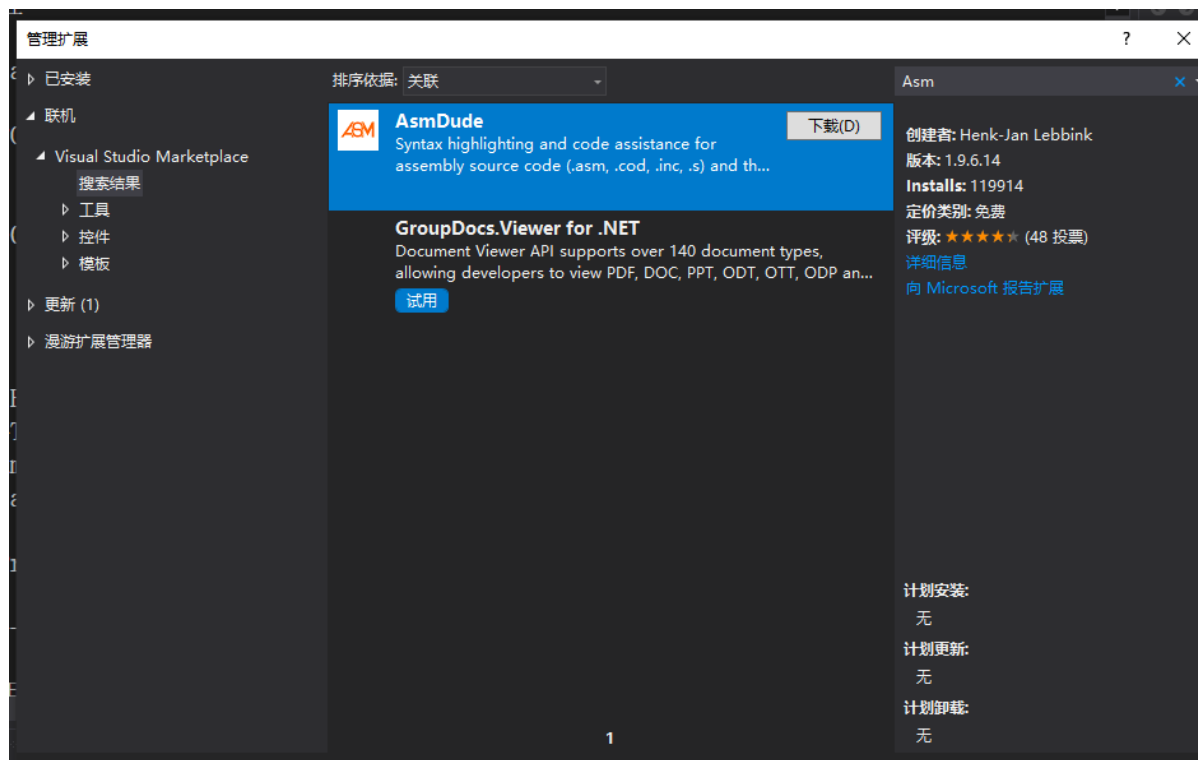 管理扩展
?
已安装
联机
Visual Studio Marketplace
搜索结果
工具
控件
模板
更新 (1)
漫游扩展管理器
排序依据: 关联
ASM
AsmDude
下载(D)
Syntax highlighting and code assistance for
assembly source code (.asm, .cod, .inc, .s) and th...
GroupDocs.Viewer for .NET
Document Viewer API supports over 140 document types,
allowing developers to view PDF, DOC, PPT, ODT, OTT, ODP an...
试用
1
Asm
创建者: Henk-Jan Lebbink
版本: 1.9.6.14
Installs: 119914
定价类别: 免费
评级: ★★★★★ (48 投票)
详细信息
向 Microsoft 报告扩展
计划安装:
无
计划更新:
无
计划卸载:
无